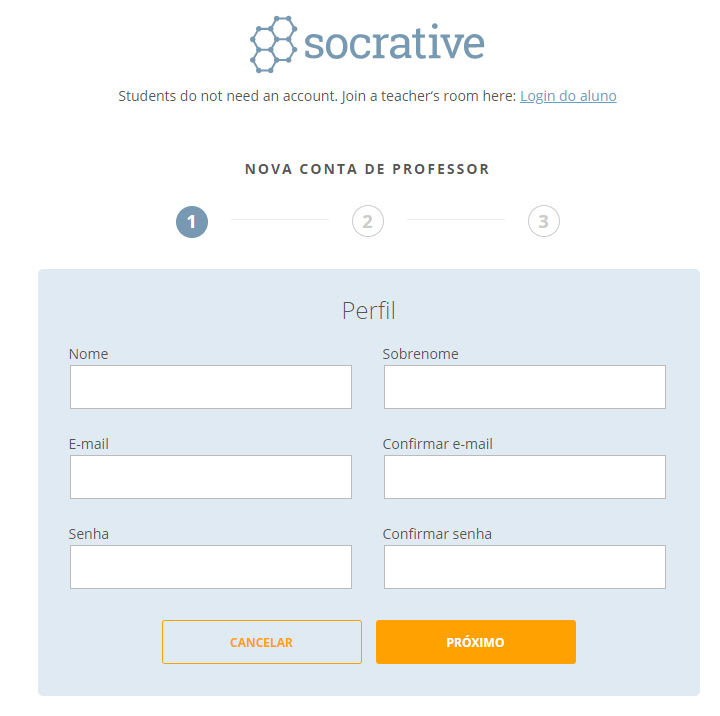 socrative
Students do not need an account. Join a teacher's room here: Login do aluno
NOVA CONTA DE PROFESSOR
1 2 3
Perfil
Nome Sobrenome
E-mail Confirmar e-mail
Senha Confirmar senha
CANCELAR PRÓXIMO